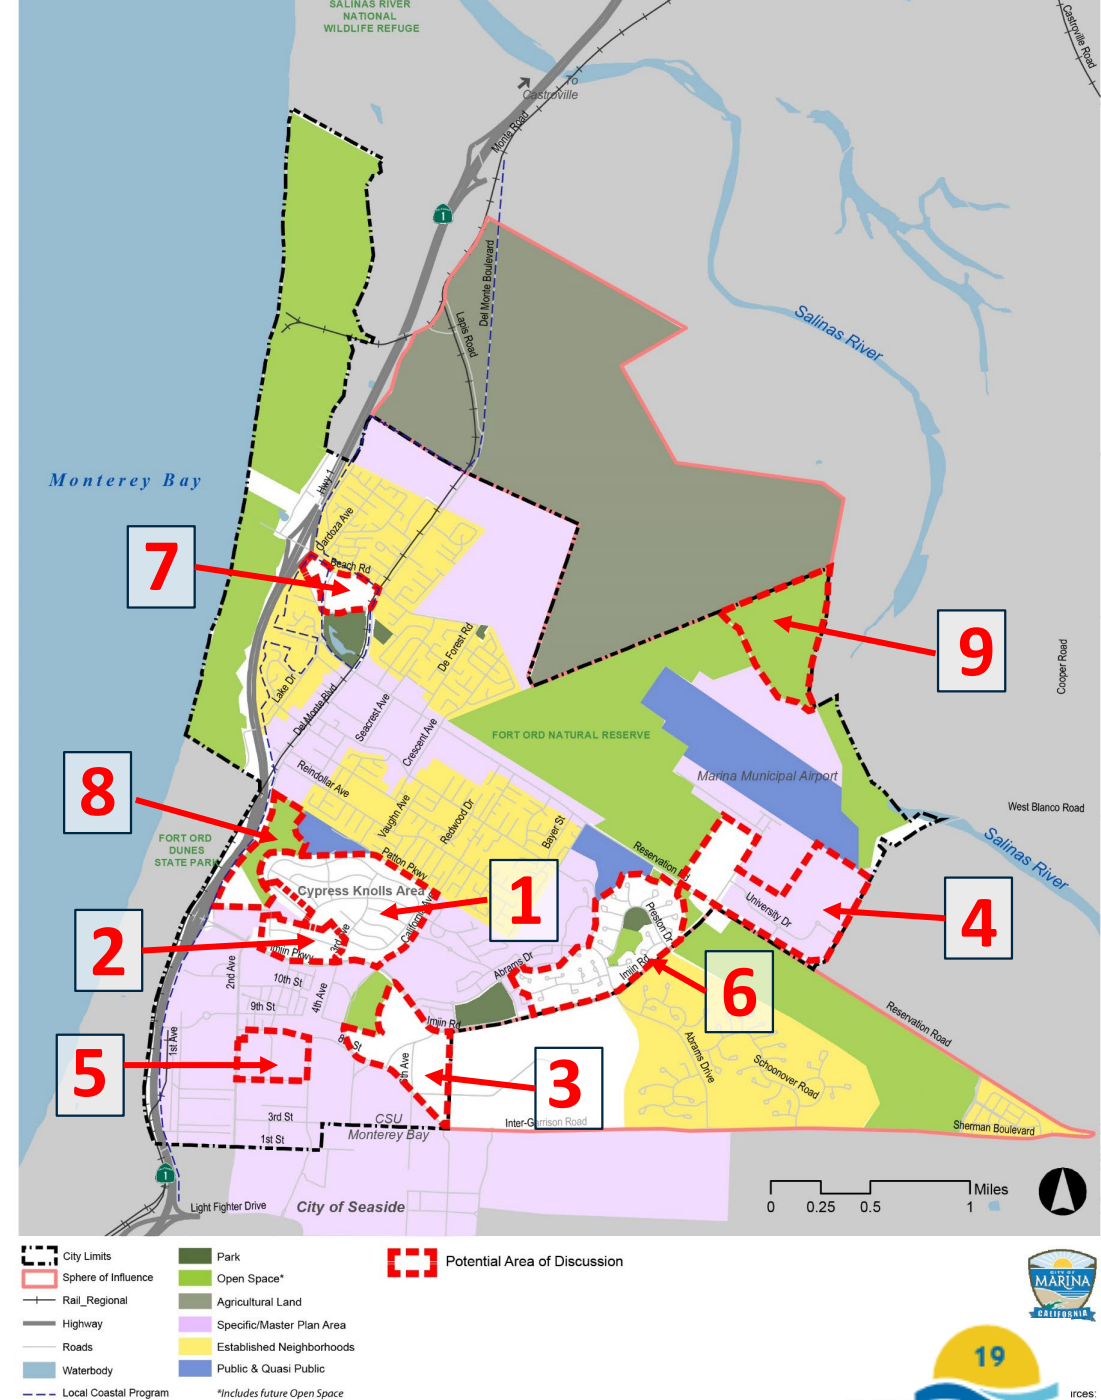 SALINAS RIVER
NATIONAL
WILDLIFE REFUGE
Castroville Road
To
Castroville
Monte Road
1
Del Monte Boulevard
Lapis Road
Salinas River
Monterey Bay
Hwy 1
Cardoza Ave
7
Beach Rd
9
De Forest Rd
Cooper Road
Lake Dr
Del Monte Blvd
Seacrest Ave
Crescent Ave
FORT ORD NATURAL RESERVE
Marina Municipal Airport
Reindollar Ave
8
Vaughn Ave
Redwood Dr
Bayer St
West Blanco Road
FORT ORD
DUNES
STATE PARK
Salinas River
Patton Pkwy
Reservation Rd
Cypress Knolls Area
1
California Ave
University Dr
4
Preston Dr
2
3rd Ave
Imjin Pkwy
2nd Ave
Abrams Dr
Imjin Rd
6
10th St
9th St
4th Ave
Imjin Rd
Reservation Road
1st Ave
5
8th St
5th Ave
3
Abrams Drive
Schoonover Road
3rd St
CSU
Monterey Bay
Inter-Garrison Road
Sherman Boulevard
1st St
1
Light Fighter Drive
City of Seaside
Miles
0 0.25 0.5 1
City Limits
Sphere of Influence
Rail_Regional
Highway
Roads
Waterbody
Local Coastal Program
Park
Open Space*
Agricultural Land
Specific/Master Plan Area
Established Neighborhoods
Public & Quasi Public
*Includes future Open Space
Potential Area of Discussion
CITY OF
MARINA
CALIFORNIA
19